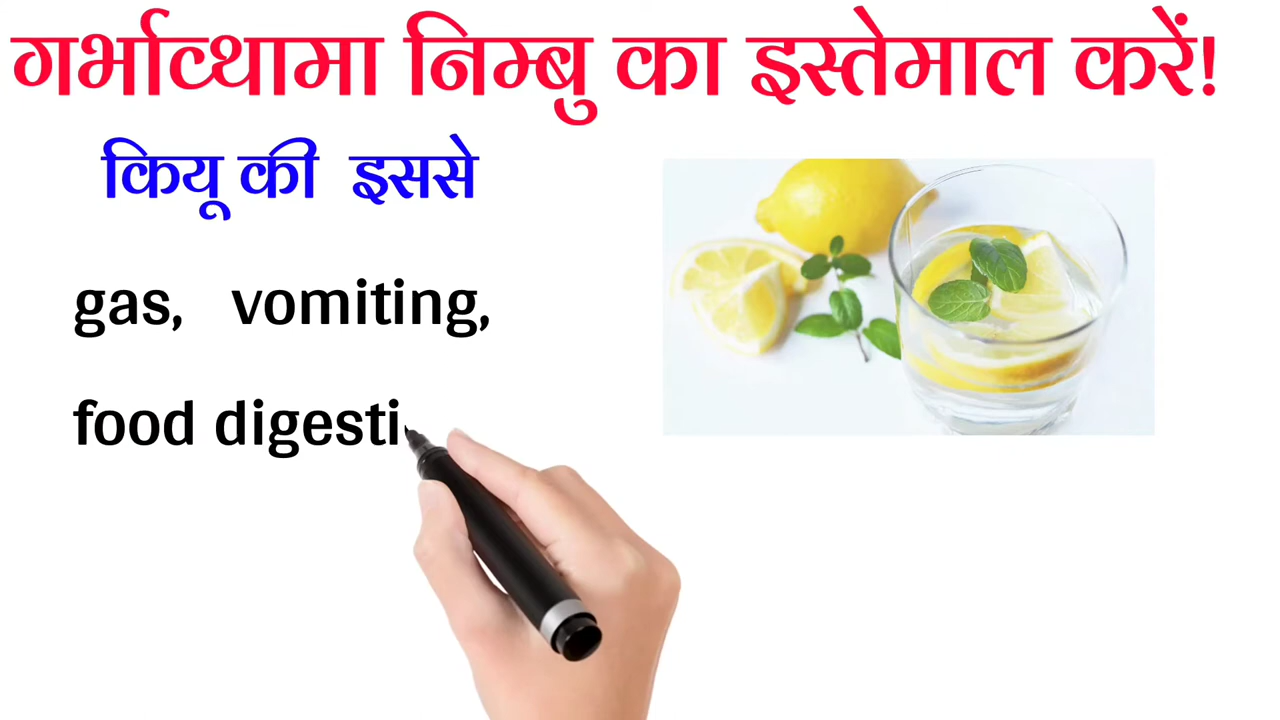 गर्भाव्थामा निम्बु का इस्तेमाल करें!
कियू की इससे
gas, vomiting,
food digesti